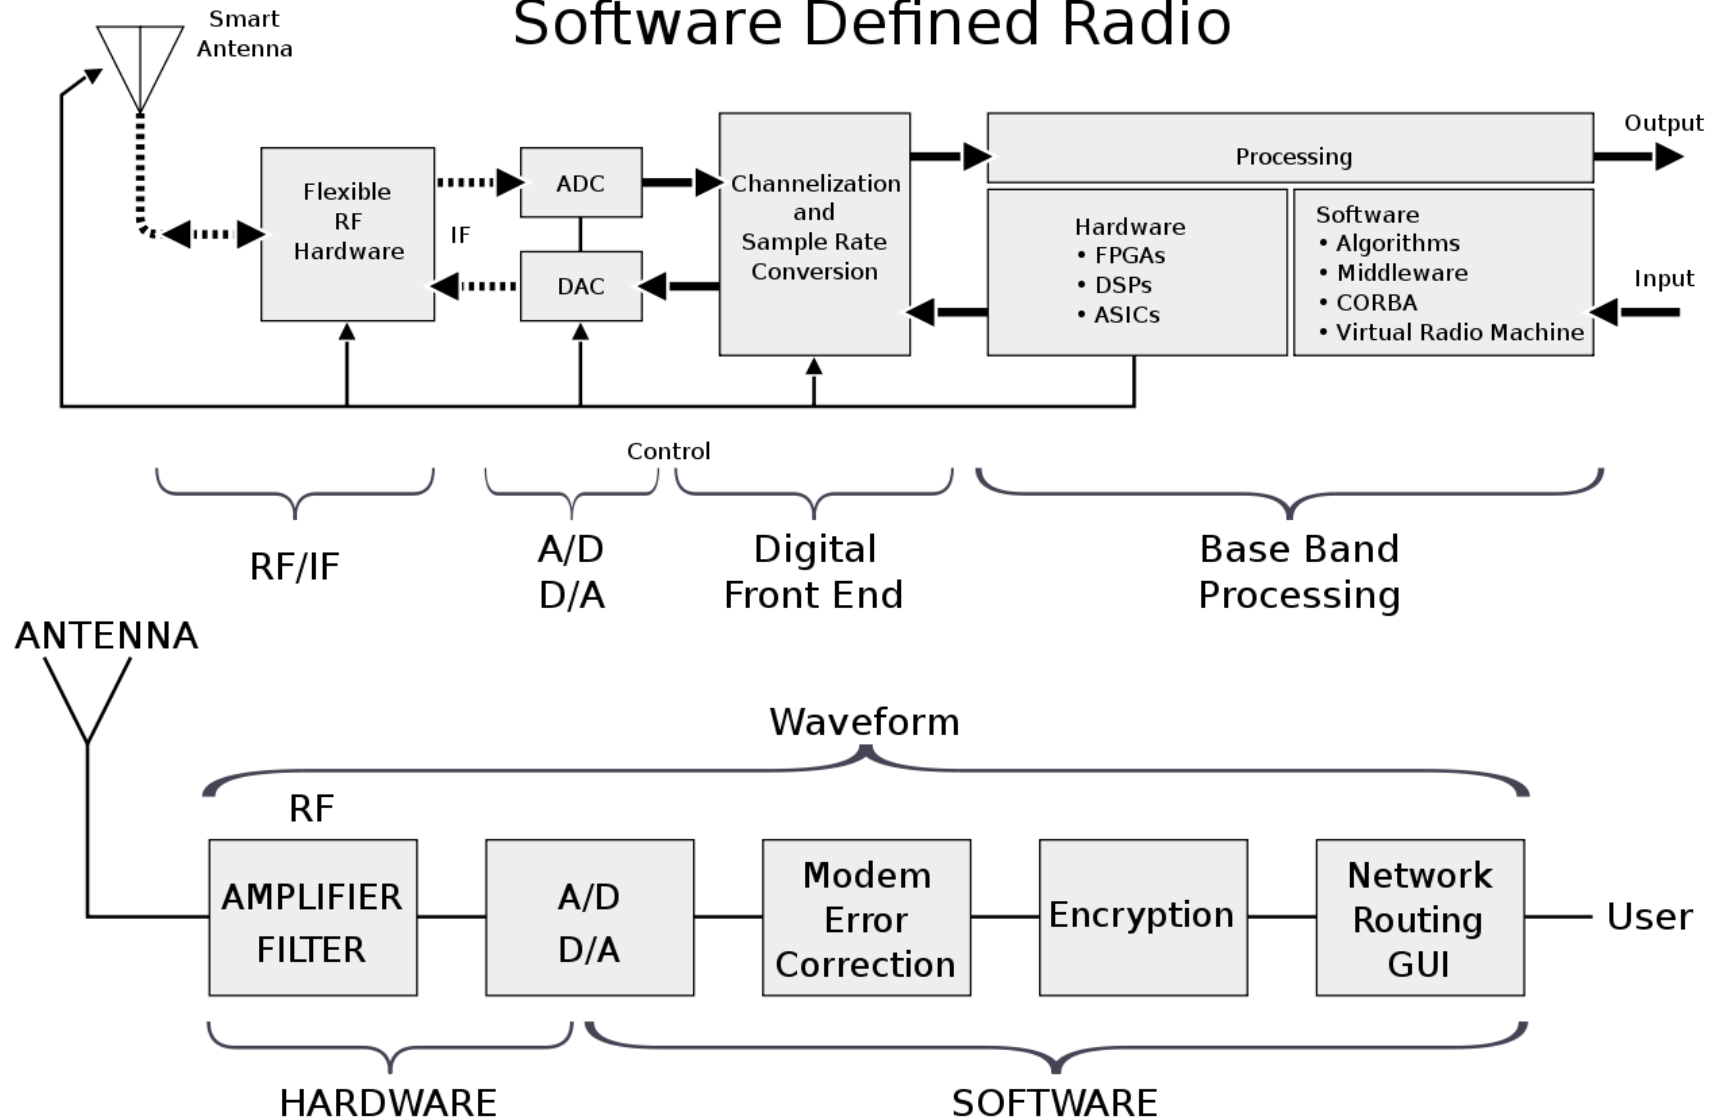 Software Defined Radio
Smart
Antenna
Flexible
RF
Hardware
IF
ADC
DAC
Channelization
and
Sample Rate
Conversion
Processing
Hardware
• FPGAs
• DSPs
• ASICs
Software
• Algorithms
• Middleware
• CORBA
• Virtual Radio Machine
Output
Input
Control
RF/IF
A/D
D/A
Digital
Front End
Base Band
Processing
ANTENNA
Waveform
RF
AMPLIFIER
FILTER
A/D
D/A
Modem
Error
Correction
Encryption
Network
Routing
GUI
User
HARDWARE
SOFTWARE